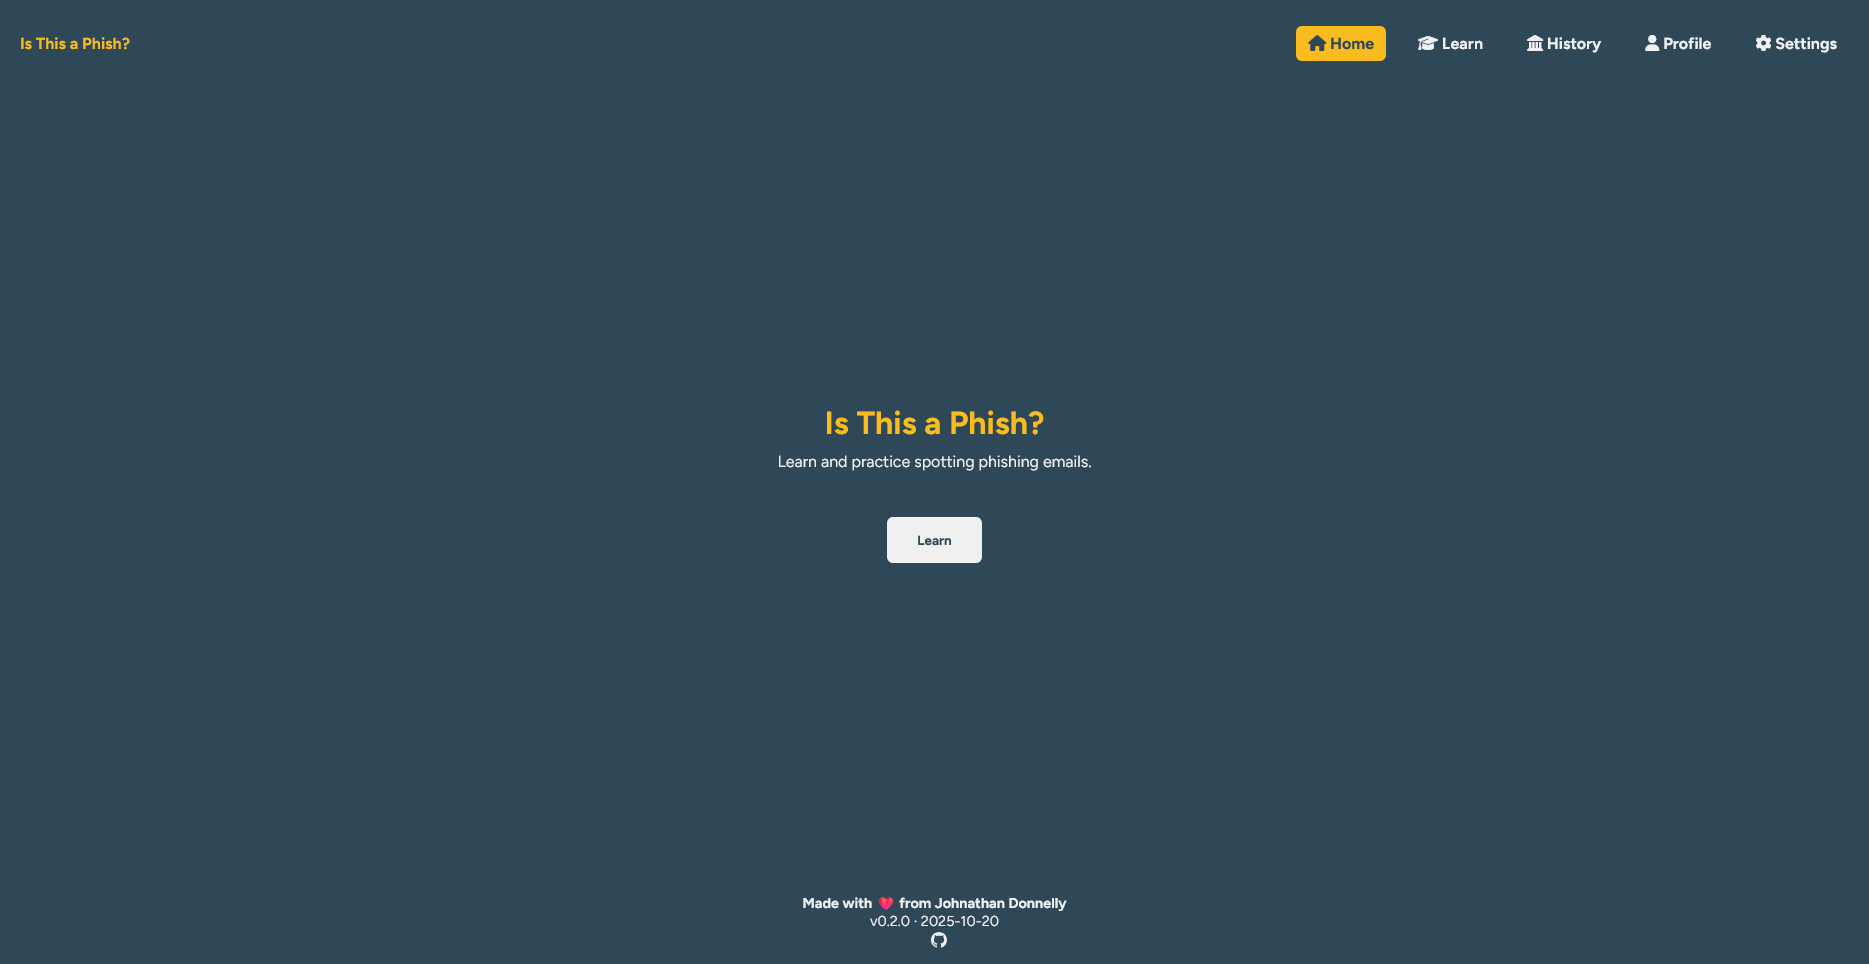 Is This a Phish?
Home
Learn
History
Profile
Settings
Is This a Phish?
Learn and practice spotting phishing emails.
Learn
Made with ❤️ from Johnathan Donnelly
v0.2.0 · 2025-10-20